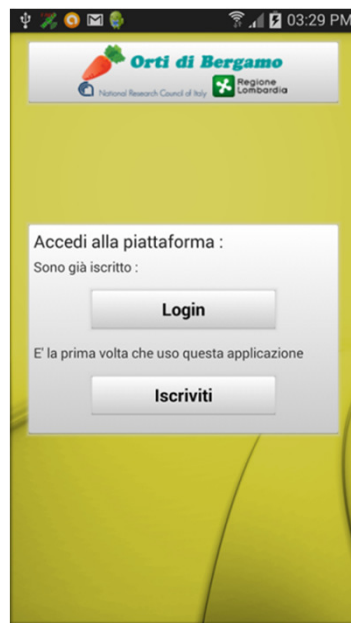 03:29 PM
Orti di Bergamo
National Research Council of Italy
Regione
Lombardia
Accedi alla piattaforma :
Sono già iscritto :
Login
E' la prima volta che uso questa applicazione
Iscriviti